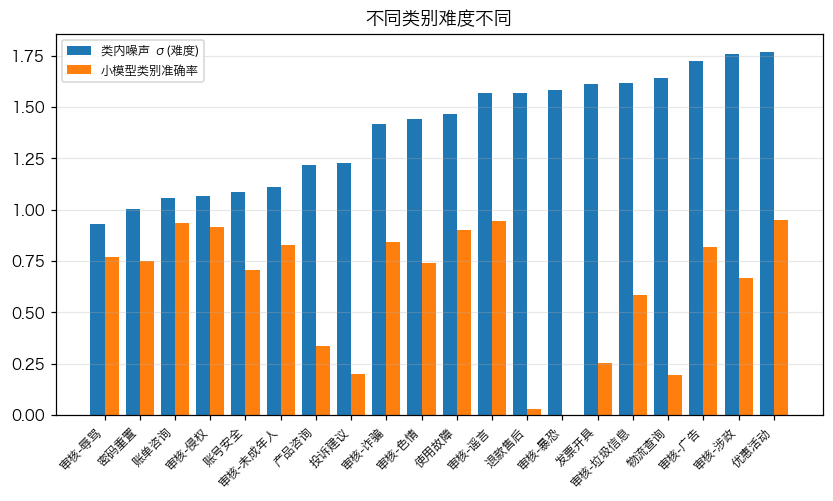 不同类别难度不同
类内噪声 σ (难度)
小模型类别准确率
1.75
1.50
1.25
1.00
0.75
0.50
0.25
0.00
审核-辱骂
密码重置
账单咨询
审核-侵权
账号安全
审核-未成年人
产品咨询
投诉建议
审核-诈骗
审核-色情
使用故障
审核-谣言
退款售后
审核-暴恐
发票开具
审核-垃圾信息
物流查询
审核-广告
审核-涉政
优惠活动